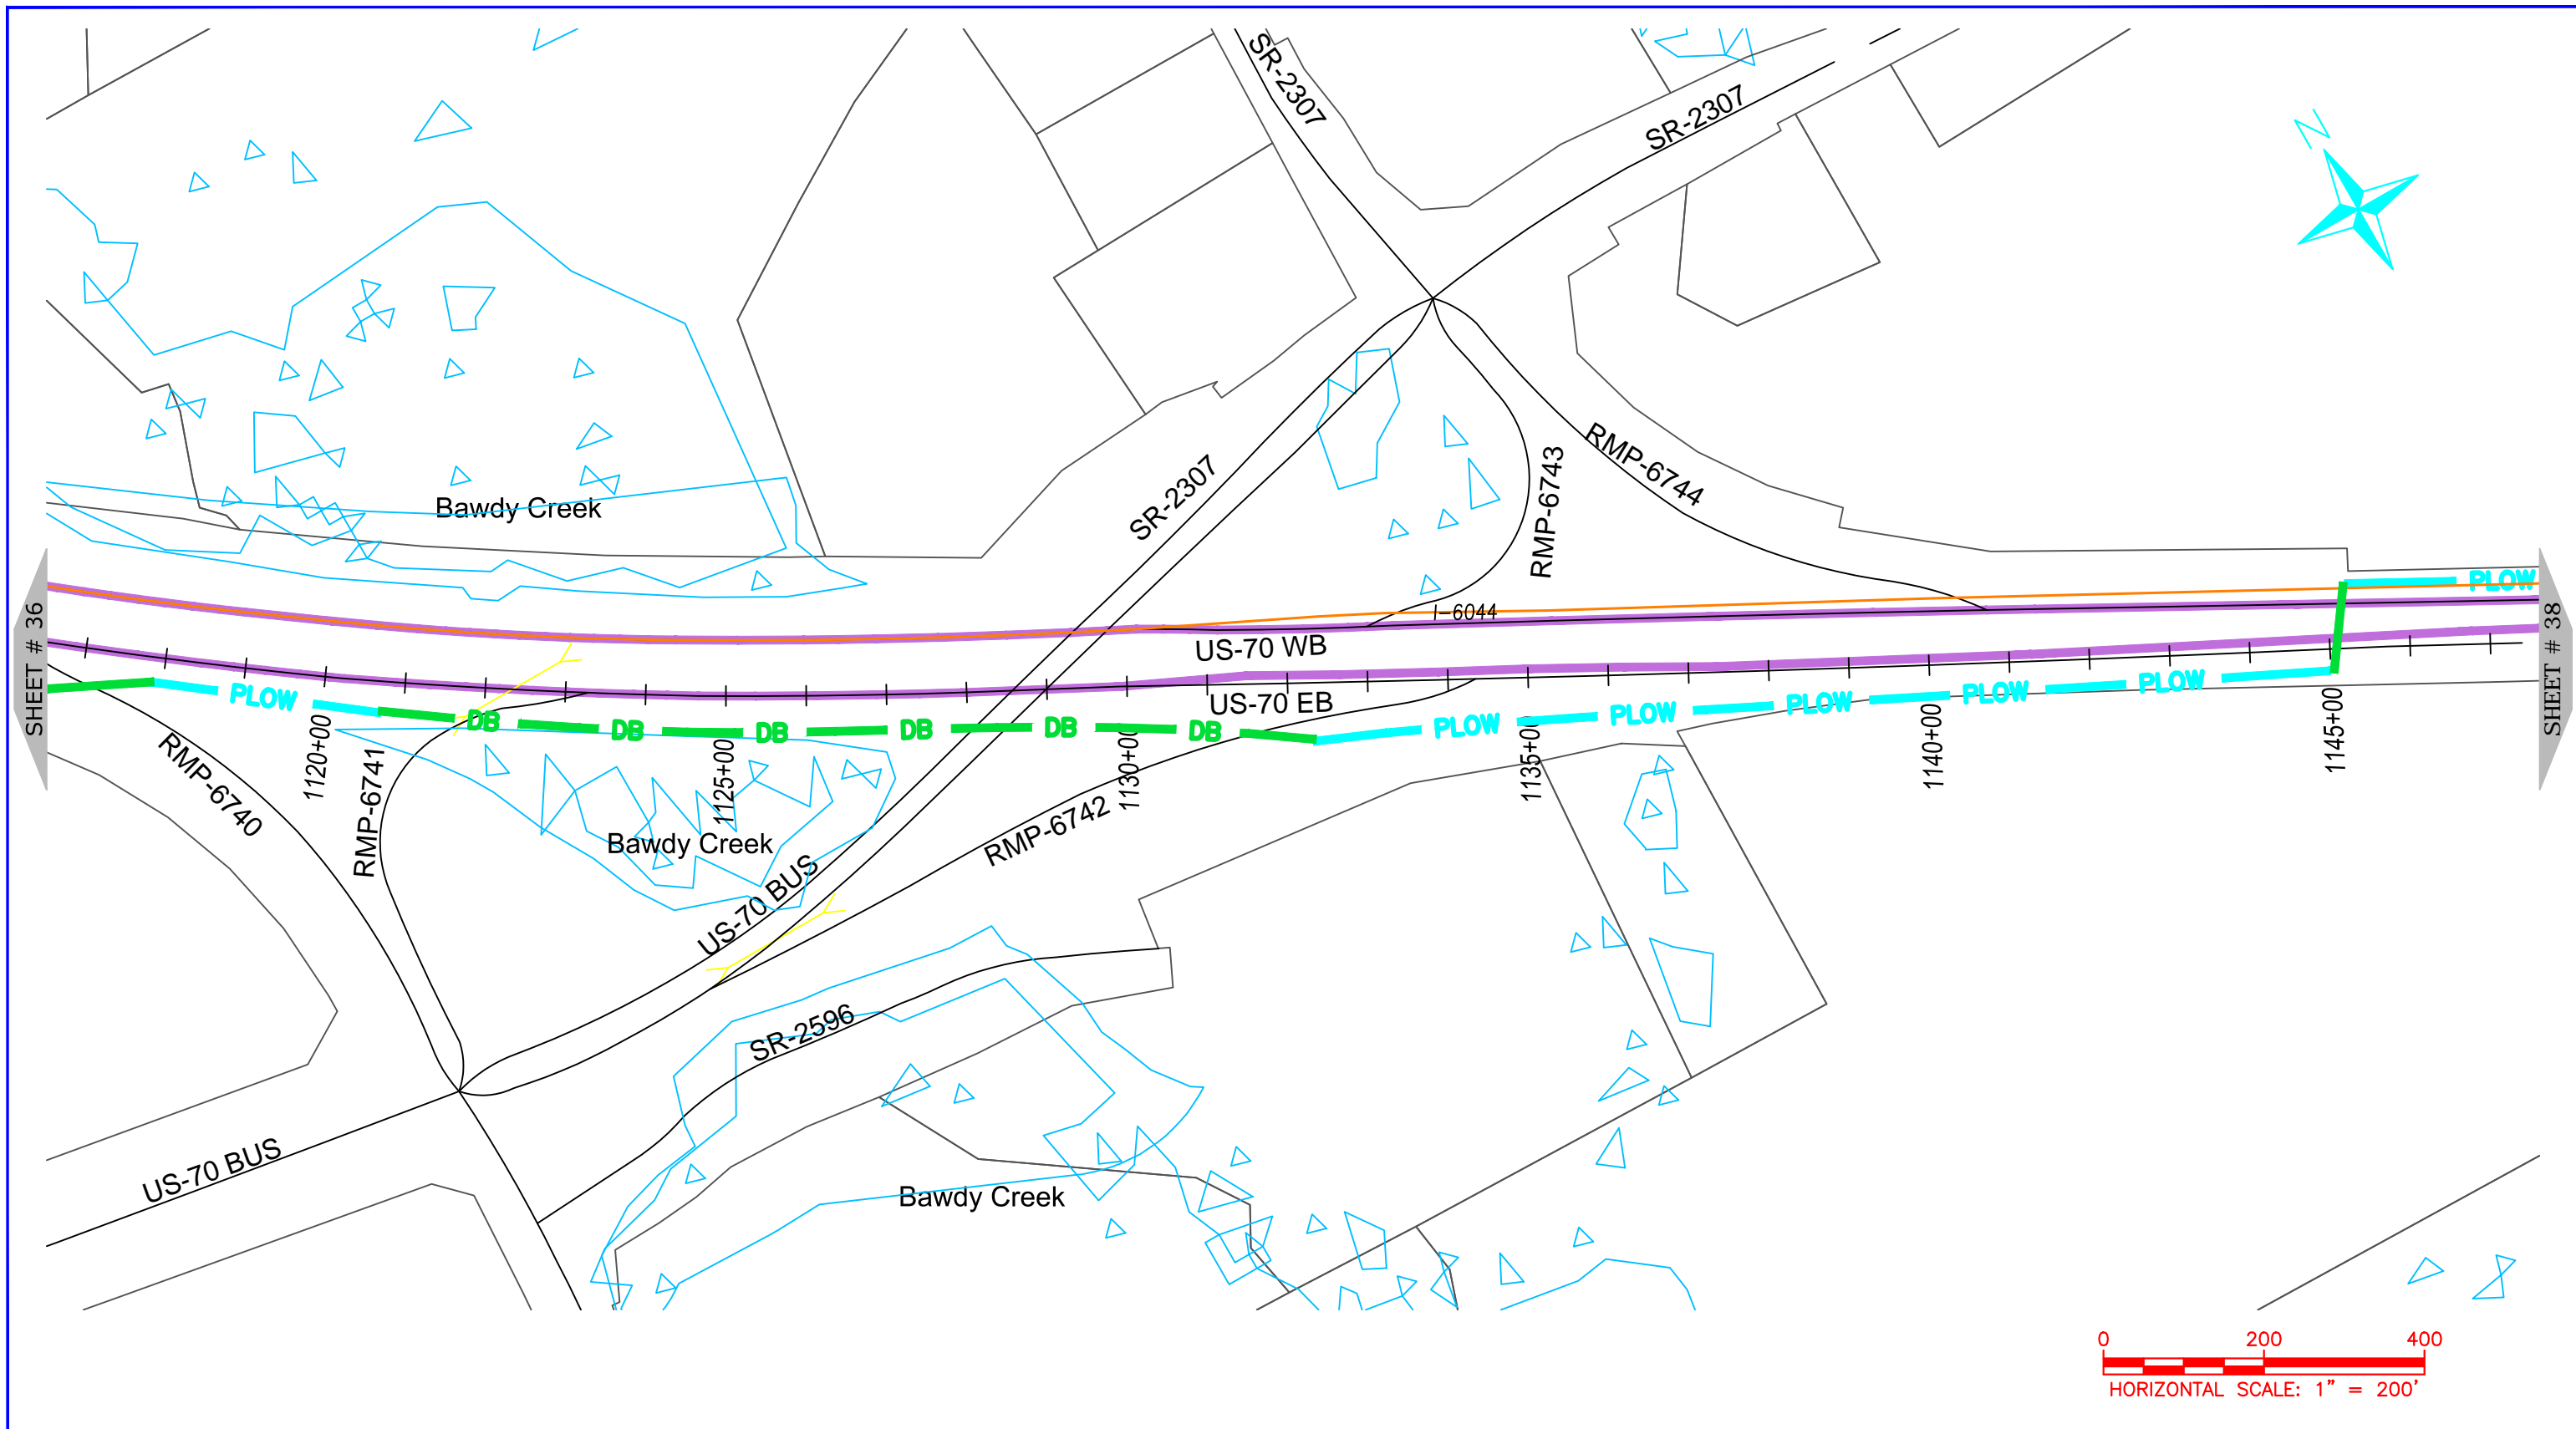 SR-2307
SR-2307
N
SR-2307
RMP-6743
RMP-6744
Bawdy Creek
SHEET # 36
PLOW
I-6044
US-70 WB
US-70 EB
SHEET # 38
PLOW
DB
DB
DB
DB
DB
DB
PLOW
PLOW
PLOW
PLOW
PLOW
1120+00
1125+00
1130+00
1135+00
1140+00
1145+00
RMP-6740
RMP-6741
Bawdy Creek
RMP-6742
US-70 BUS
SR-2596
US-70 BUS
Bawdy Creek
0 200 400
HORIZONTAL SCALE: 1" = 200'